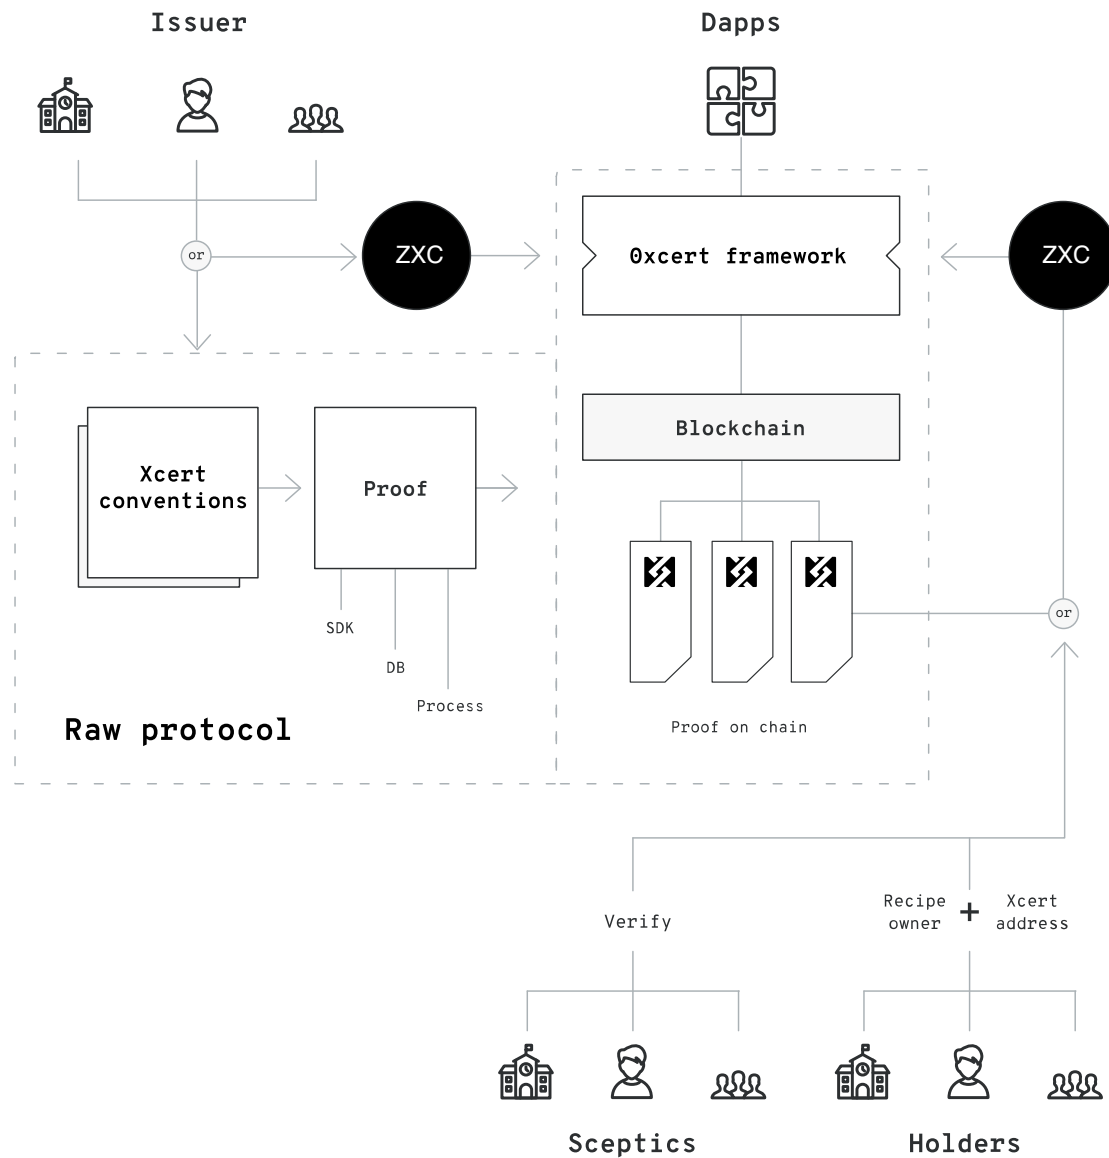 Issuer
Dapps
or
ZXC
0xcert framework
ZXC
Blockchain
Xcert
conventions
Proof
SDK
DB
Process
Raw protocol
or
Proof on chain
Verify
Recipe
owner
+
Xcert
address
Sceptics
Holders